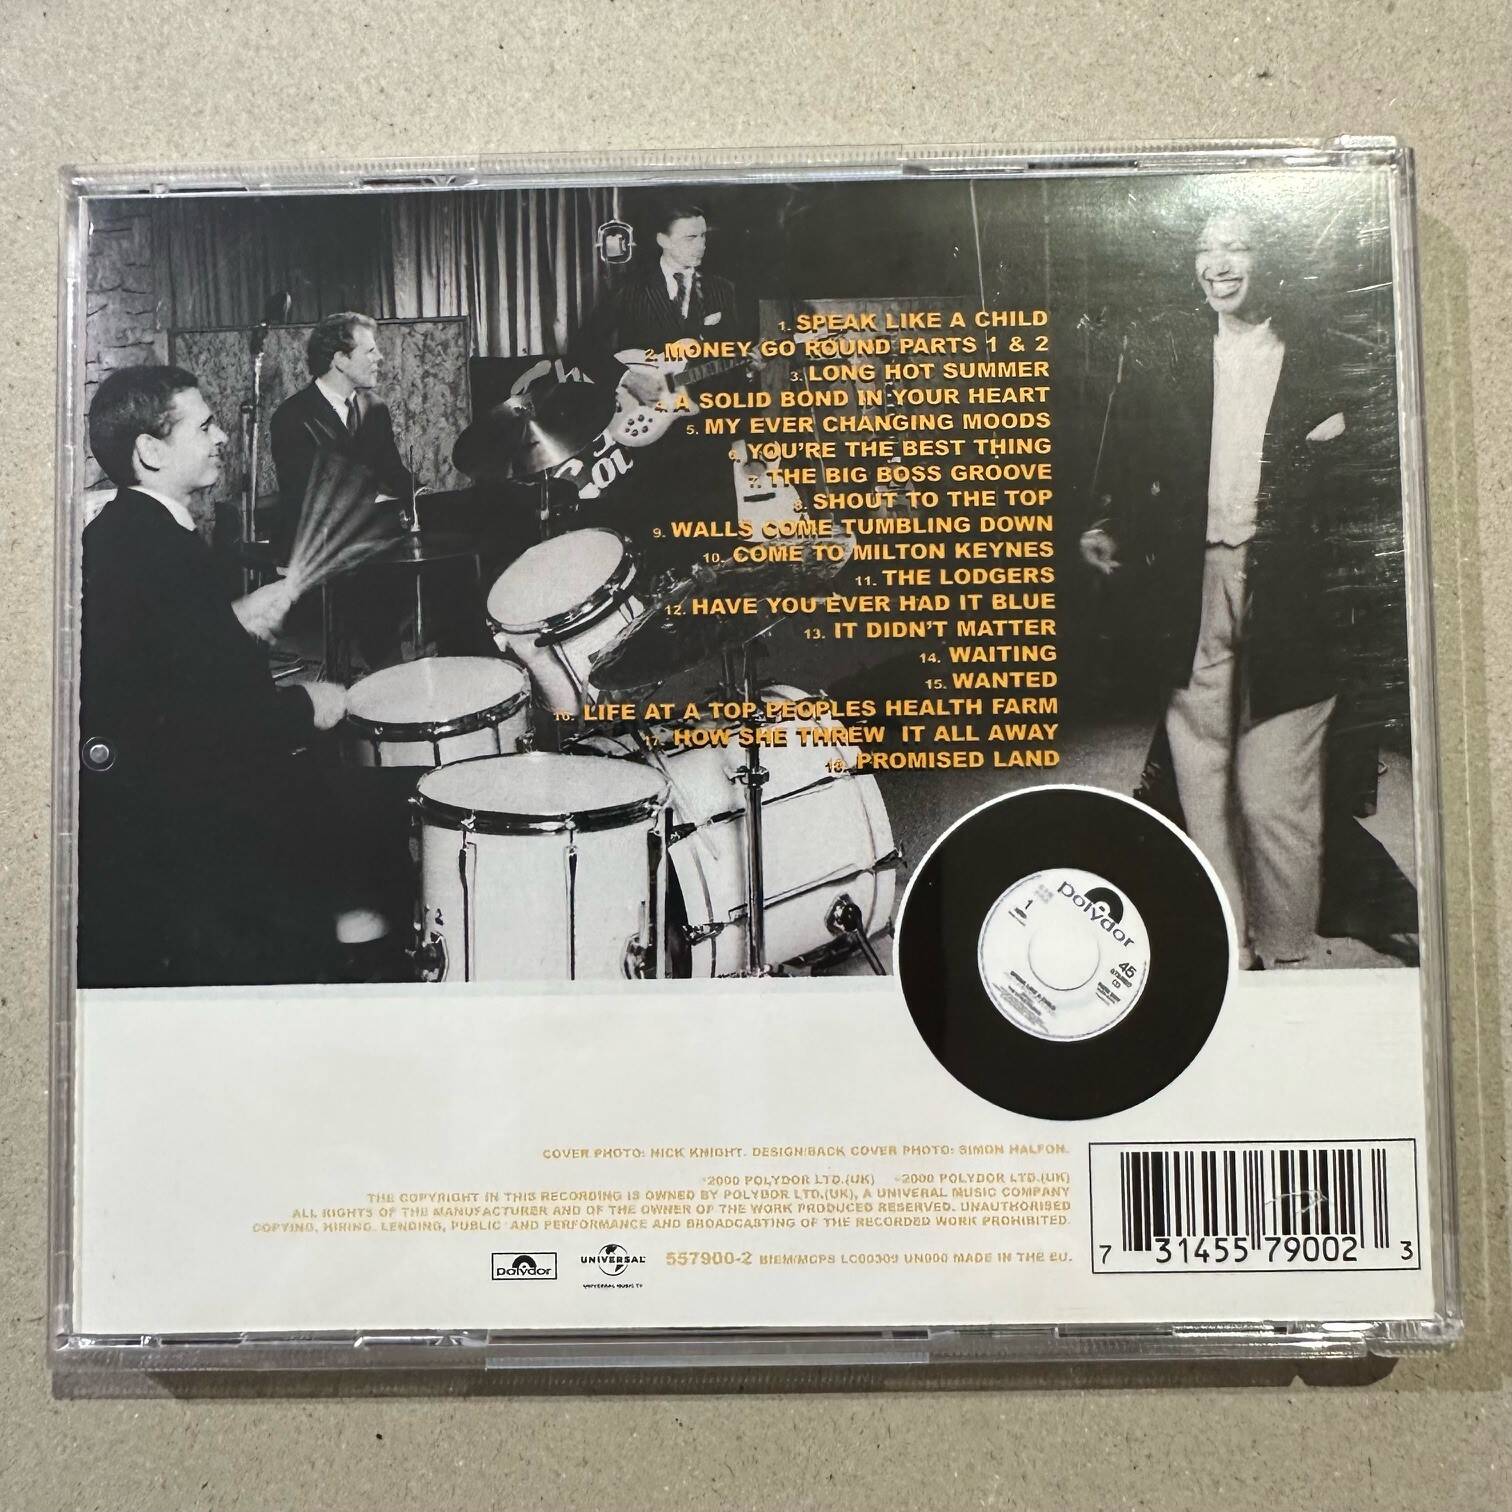 1. SPEAK LIKE A CHILD
2. MONEY GO ROUND PARTS 1 & 2
3. LONG HOT SUMMER
4. A SOLID BOND IN YOUR HEART
5. MY EVER CHANGING MOODS
6. YOU'RE THE BEST THING
7. THE BIG BOSS GROOVE
8. SHOUT TO THE TOP
9. WALLS COME TUMBLING DOWN
10. COME TO MILTON KEYNES
11. THE LODGERS
12. HAVE YOU EVER HAD IT BLUE
13. IT DIDN'T MATTER
14. WAITING
15. WANTED
16. LIFE AT A TOP PEOPLES HEALTH FARM
17. HOW SHE THREW IT ALL AWAY
18. PROMISED LAND
polydor
1
45
COVER PHOTO: NICK KNIGHT. DESIGN/BACK COVER PHOTO: SIMON HALFON.
2000 POLYDOR LTD.(UK) 2000 POLYDOR LTD.(UK)
THE COPYRIGHT IN THIS RECORDING IS OWNED BY POLYDOR LTD.(UK), A UNIVERAL MUSIC COMPANY
ALL RIGHTS OF THE MANUFACTURER AND OF THE OWNER OF THE WORK PRODUCED RESERVED. UNAUTHORISED
COPYING, HIRING, LENDING, PUBLIC AND PERFORMANCE AND BROADCASTING OF THE RECORDED WORK PROHIBITED.
polydor UNIVERSAL 557900-2 BIEM/MCPS LC00309 UN000 MADE IN THE EU.
UNIVERSAL MUSIC TV
7 31455 79002 3